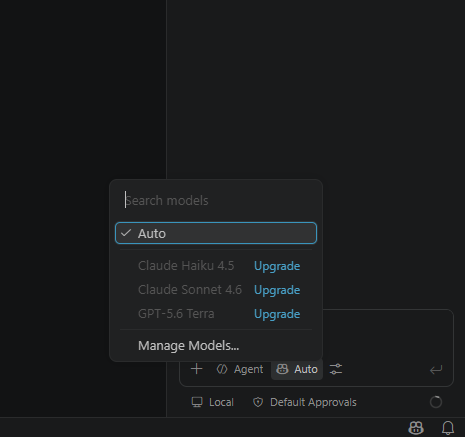 Search models
Auto
Claude Haiku 4.5 Upgrade
Claude Sonnet 4.6 Upgrade
GPT-5.6 Terra Upgrade
Manage Models...
Agent Auto
Local Default Approvals